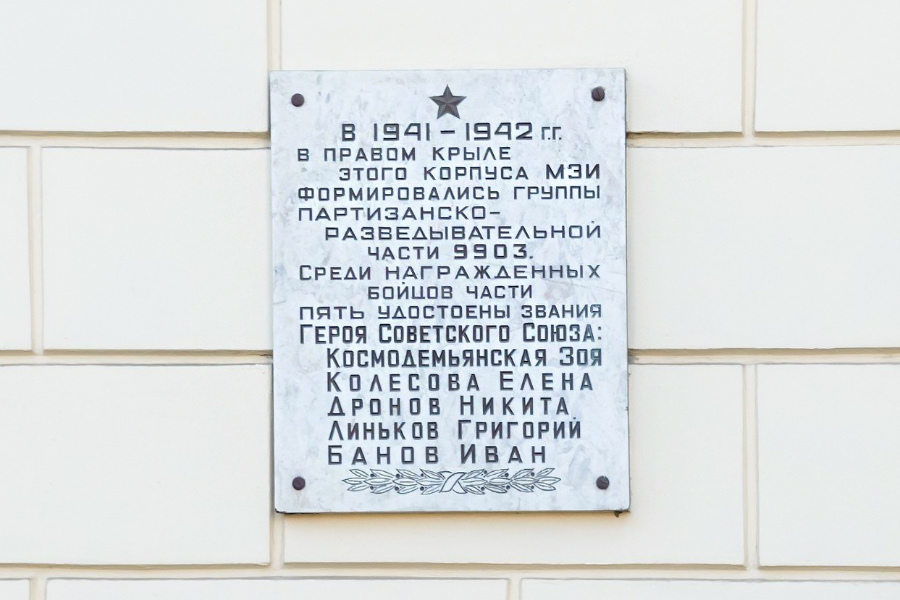 В 1941-1942 г.г.
В ПРАВОМ КРЫЛЕ
ЭТОГО КОРПУСА МЭИ
ФОРМИРОВАЛИСЬ ГРУППЫ
ПАРТИЗАНСКО-
РАЗВЕДЫВАТЕЛЬНОЙ
ЧАСТИ 9903.
СРЕДИ НАГРАЖДЕННЫХ
БОЙЦОВ ЧАСТИ
ПЯТЬ УДОСТОЕНЫ ЗВАНИЯ
ГЕРОЯ СОВЕТСКОГО СОЮЗА:
КОСМОДЕМЬЯНСКАЯ ЗОЯ
КОЛЕСОВА ЕЛЕНА
ДРОНОВ НИКИТА
ЛИНЬКОВ ГРИГОРИЙ
БАНОВ ИВАН